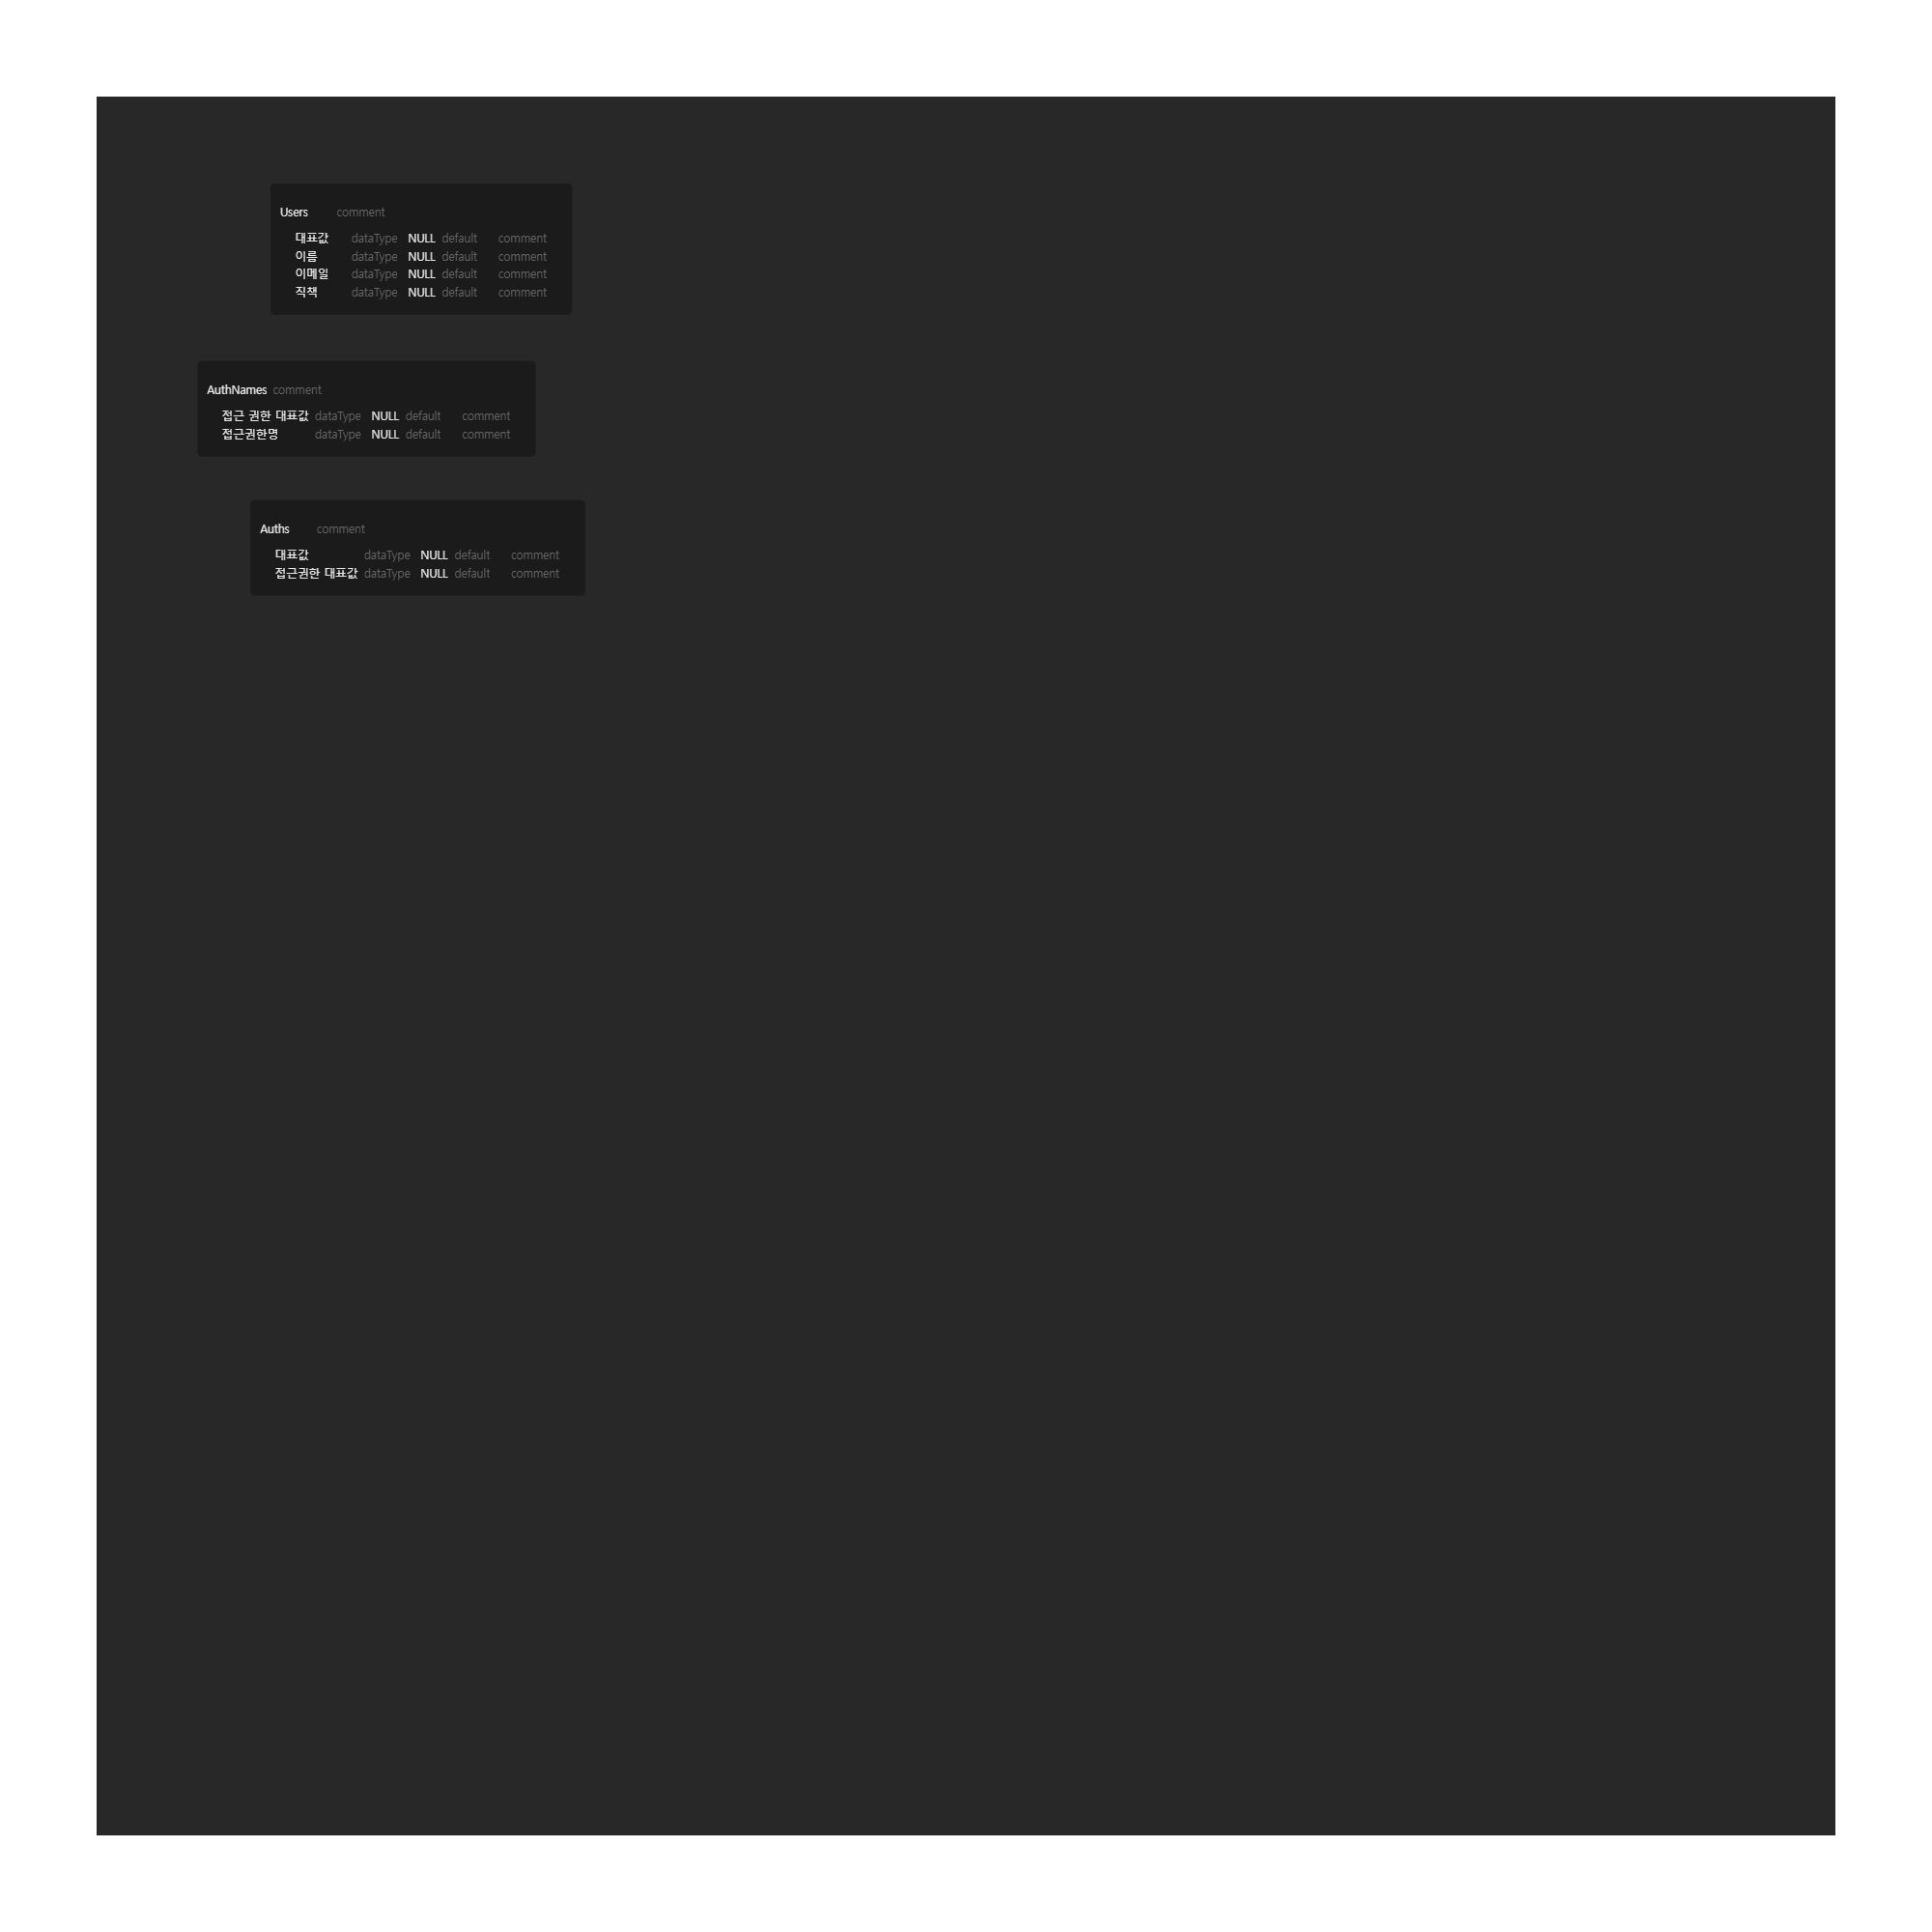 Users comment
대표값 dataType NULL default comment
이름 dataType NULL default comment
이메일 dataType NULL default comment
직책 dataType NULL default comment
AuthNames comment
접근 권한 대표값 dataType NULL default comment
접근권한명 dataType NULL default comment
Auths comment
대표값 dataType NULL default comment
접근권한 대표값 dataType NULL default comment